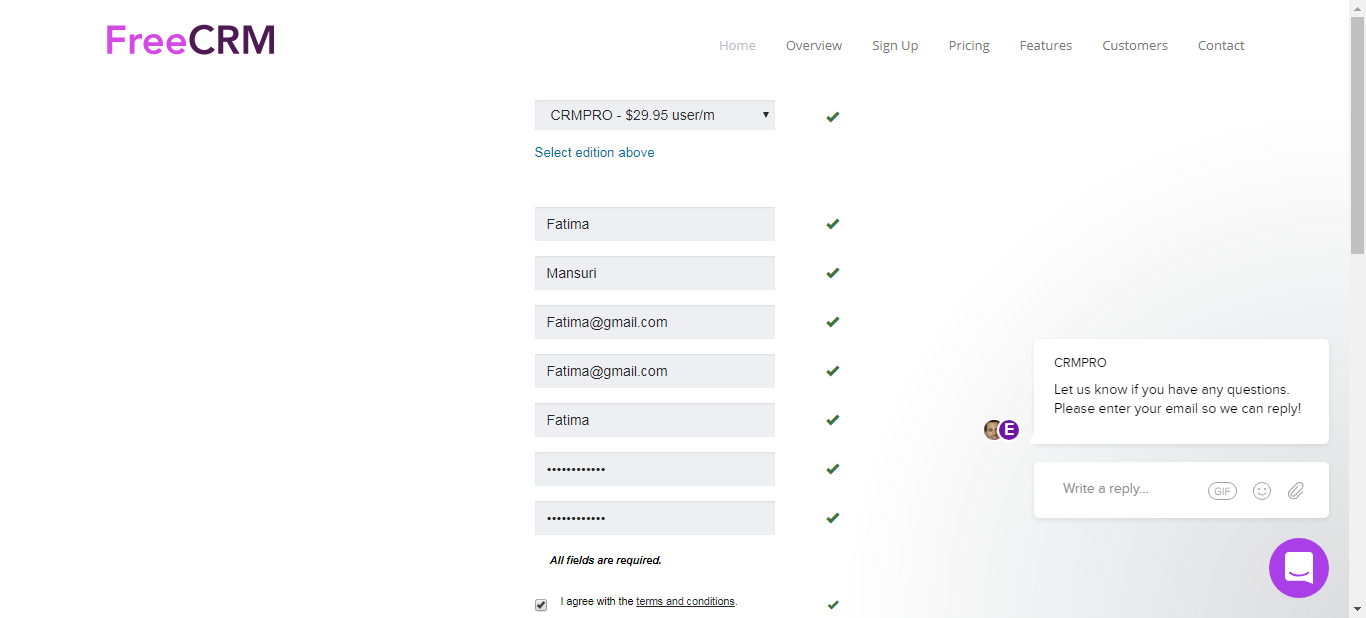 FreeCRM
Home Overview Sign Up Pricing Features Customers Contact
CRMPRO - $29.95 user/m
Select edition above
Fatima
Mansuri
Fatima@gmail.com
Fatima@gmail.com
Fatima
••••••••••••
••••••••••••
All fields are required.
I agree with the terms and conditions.
CRMPRO
Let us know if you have any questions.
Please enter your email so we can reply!
E
Write a reply...
GIF